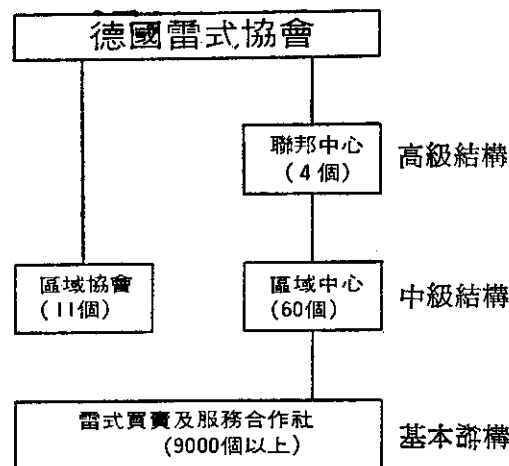 德國雷式協會
聯邦中心
(4個)
高級結構
區域協會
(11個)
區域中心
(60個)
中級結構
雷式買賣及服務合作社
(9000個以上)
基本結構